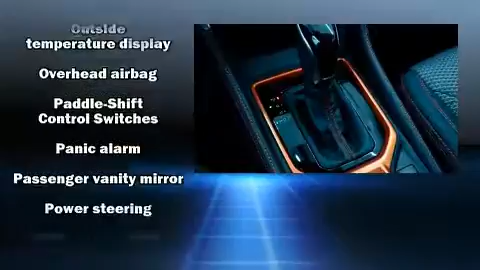 Outside
temperature display
Overhead airbag
Paddle-Shift
Control Switches
Panic alarm
Passenger vanity mirror
Power steering